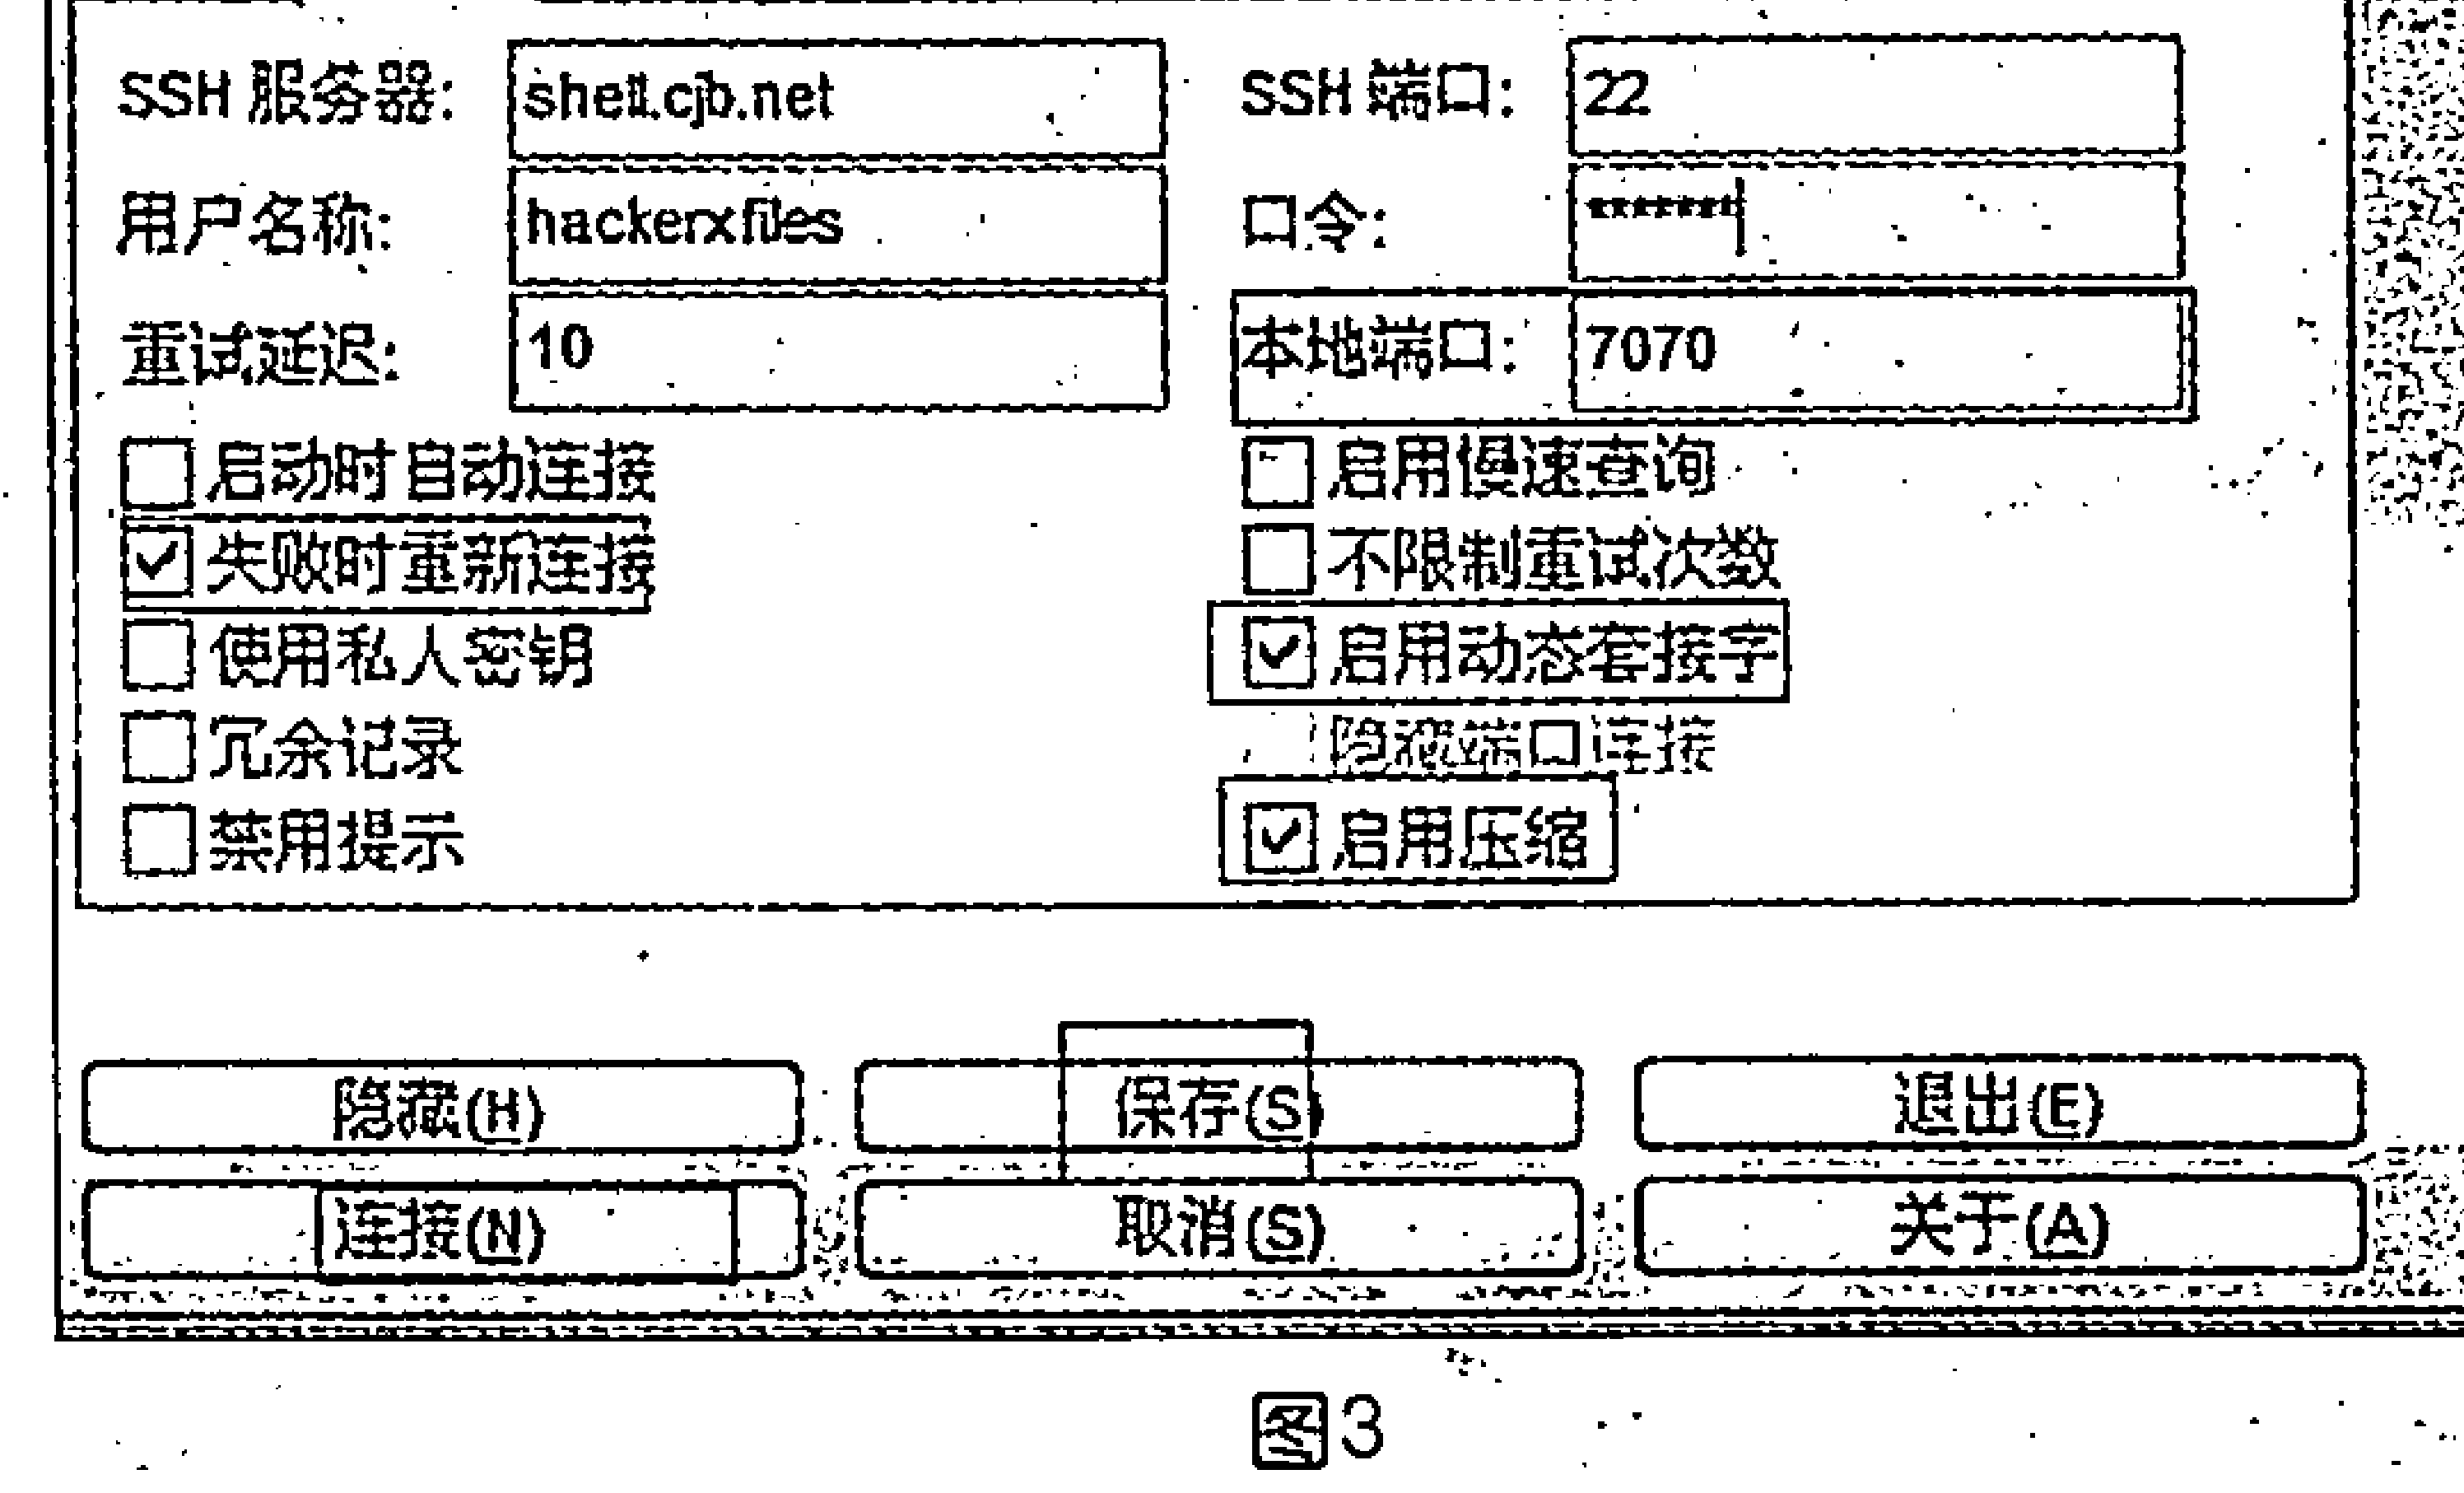 SSH 服务器: shell.cjb.net SSH 端口: 22
用户名称: hackerxfiles 口令: *******
重试延迟: 10 本地端口: 7070
启动时自动连接 启用慢速查询
失败时重新连接 不限制重试次数
使用私人密钥 启用动态套接字
冗余记录 隐藏端口连接
禁用提示 启用压缩
隐藏(H) 保存(S) 退出(E)
连接(N) 取消(S) 关于(A)
图3